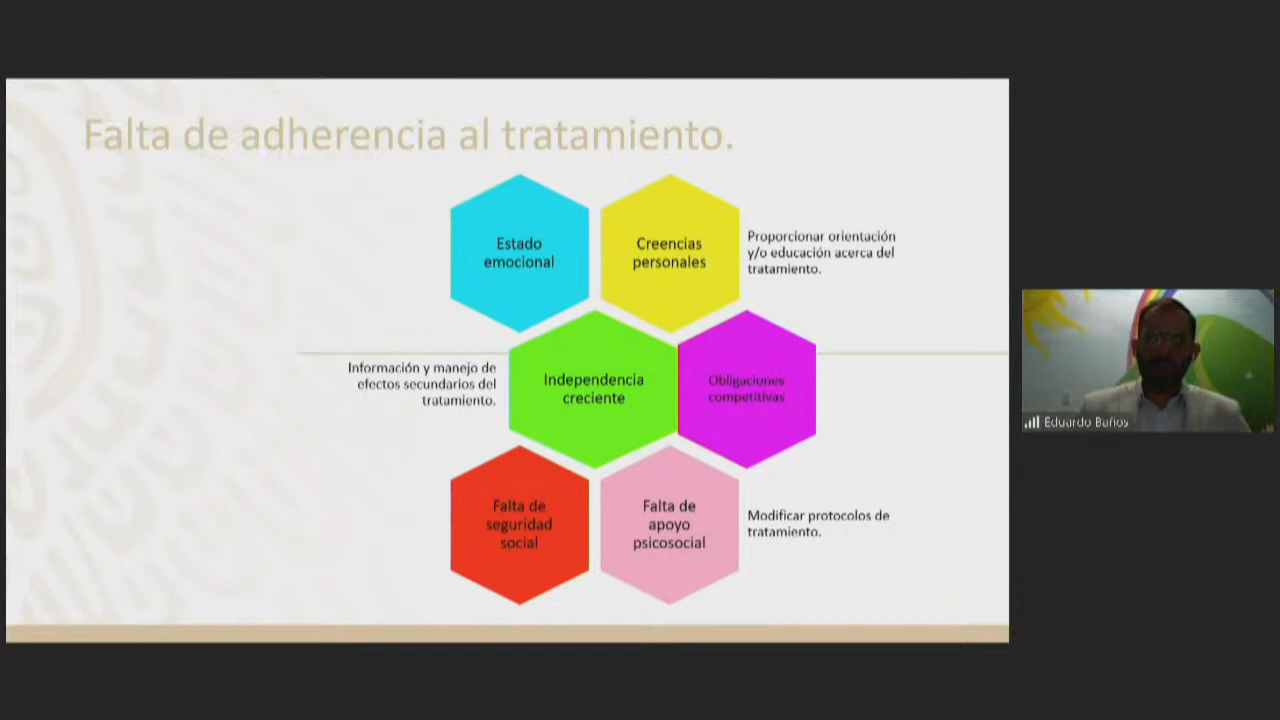 Falta de adherencia al tratamiento.
Estado
emocional
Creencias
personales
Proporcionar orientación
y/o educación acerca del
tratamiento.
Información y manejo de
efectos secundarios del
tratamiento.
Independencia
creciente
Obligaciones
competitivas
Falta de
seguridad
social
Falta de
apoyo
psicosocial
Modificar protocolos de
tratamiento.
Eduardo Baños